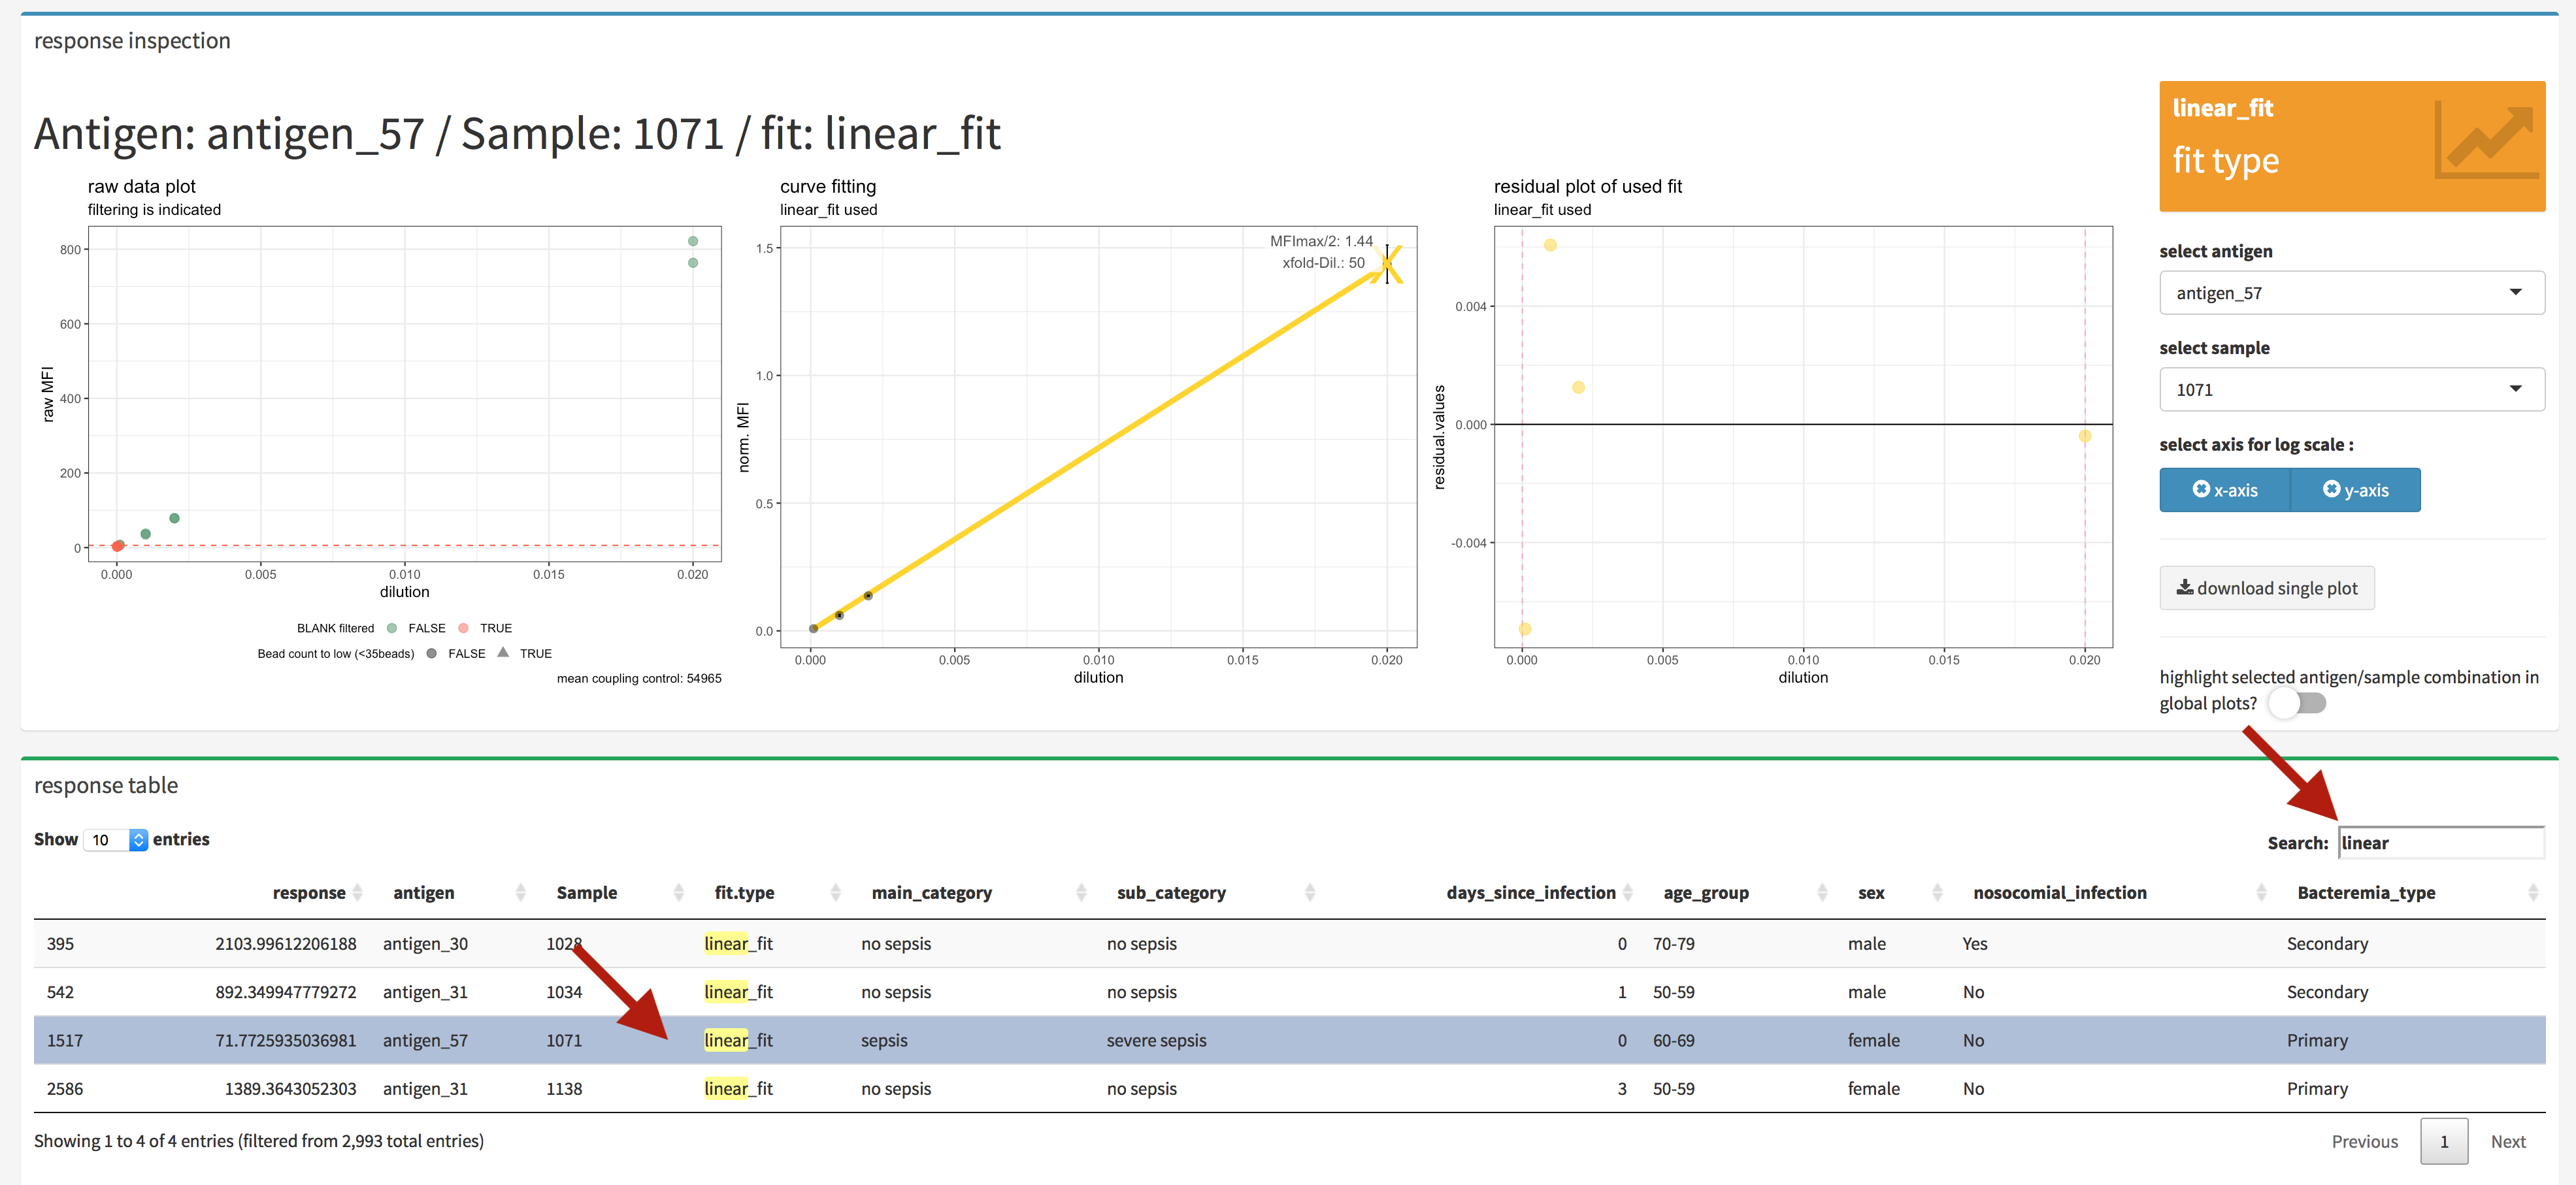 response inspection
Antigen: antigen_57 / Sample: 1071 / fit: linear_fit
raw data plot
filtering is indicated
800
600
400
200
0
raw MFI
0.000 0.005 0.010 0.015 0.020
dilution
BLANK filtered FALSE TRUE
Bead count to low (<35beads) FALSE TRUE
mean coupling control: 54965
curve fitting
linear_fit used
MFImax/2: 1.44
xfold-Dil.: 50
X
1.5
1.0
0.5
0.0
norm. MFI
0.000 0.005 0.010 0.015 0.020
dilution
residual plot of used fit
linear_fit used
0.004
0.000
-0.004
residual.values
0.000 0.005 0.010 0.015 0.020
dilution
linear_fit
fit type
select antigen
antigen_57
select sample
1071
select axis for log scale :
x-axis y-axis
download single plot
highlight selected antigen/sample combination in
global plots?
response table
Show 10 entries
Search: linear
response antigen Sample fit.type main_category sub_category days_since_infection age_group sex nosocomial_infection Bacteremia_type
395 2103.99612206188 antigen_30 1028 linear_fit no sepsis no sepsis 0 70-79 male Yes Secondary
542 892.349947779272 antigen_31 1034 linear_fit no sepsis no sepsis 1 50-59 male No Secondary
1517 71.7725935036981 antigen_57 1071 linear_fit sepsis severe sepsis 0 60-69 female No Primary
2586 1389.3643052303 antigen_31 1138 linear_fit no sepsis no sepsis 3 50-59 female No Primary
Showing 1 to 4 of 4 entries (filtered from 2,993 total entries)
Previous 1 Next